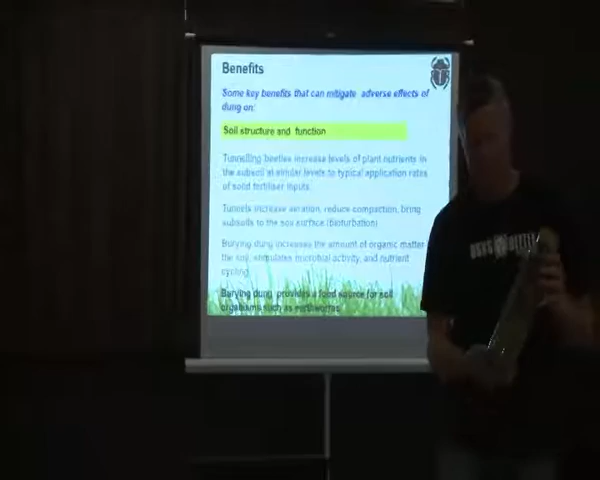 Benefits
Some key benefits that can mitigate adverse effects of
dung on:
Soil structure and function
Tunnelling beetles increase levels of plant nutrients in
the subsoil at similar levels to typical application rates
of solid fertiliser inputs.
Tunnels increase aeration, reduce compaction, bring
subsoils to the soil surface (bioturbation)
Burying dung increases the amount of organic matter
the soil, stimulates microbial activity, and nutrient
cycling
Burying dung provides a food source for soil
organisms such as earthworms